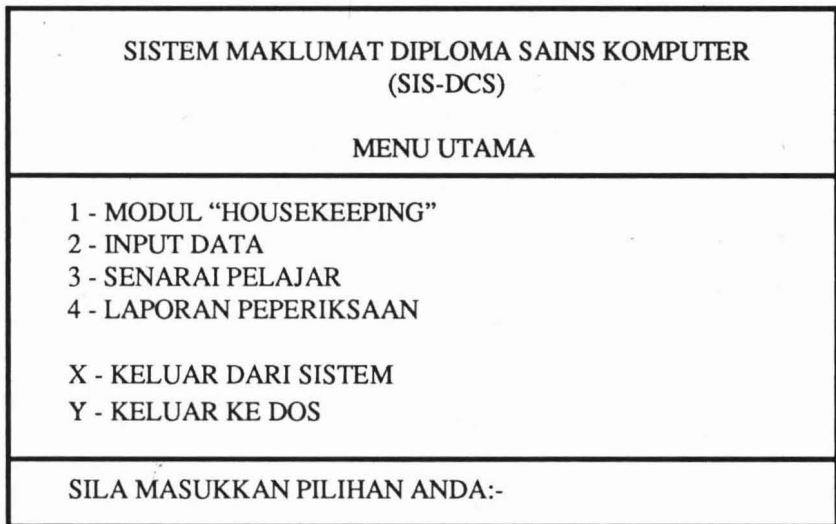 SISTEM MAKLUMAT DIPLOMA SAINS KOMPUTER
(SIS-DCS)
MENU UTAMA
1 - MODUL “HOUSEKEEPING”
2 - INPUT DATA
3 - SENARAI PELAJAR
4 - LAPORAN PEPERIKSAAN
X - KELUAR DARI SISTEM
Y - KELUAR KE DOS
SILA MASUKKAN PILIHAN ANDA:-